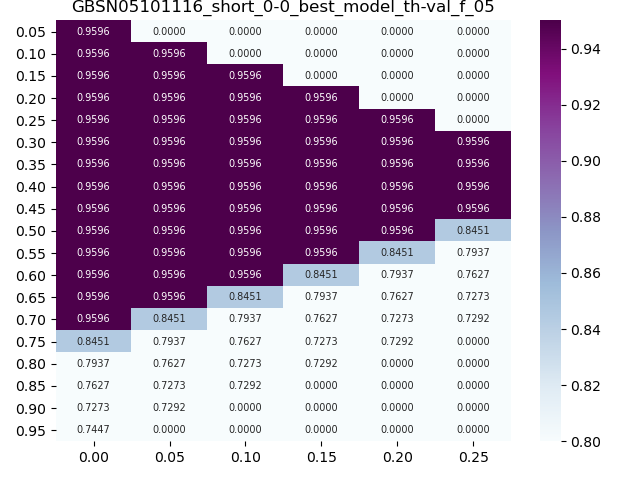 GBSN05101116_short_0-0_best_model_th-val_f_05
0.05 0.9596 0.0000 0.0000 0.0000 0.0000 0.0000
0.10 0.9596 0.9596 0.0000 0.0000 0.0000 0.0000
0.15 0.9596 0.9596 0.9596 0.0000 0.0000 0.0000
0.20 0.9596 0.9596 0.9596 0.9596 0.0000 0.0000
0.25 0.9596 0.9596 0.9596 0.9596 0.9596 0.0000
0.30 0.9596 0.9596 0.9596 0.9596 0.9596 0.9596
0.35 0.9596 0.9596 0.9596 0.9596 0.9596 0.9596
0.40 0.9596 0.9596 0.9596 0.9596 0.9596 0.9596
0.45 0.9596 0.9596 0.9596 0.9596 0.9596 0.9596
0.50 0.9596 0.9596 0.9596 0.9596 0.9596 0.8451
0.55 0.9596 0.9596 0.9596 0.9596 0.8451 0.7937
0.60 0.9596 0.9596 0.9596 0.8451 0.7937 0.7627
0.65 0.9596 0.9596 0.8451 0.7937 0.7627 0.7273
0.70 0.9596 0.8451 0.7937 0.7627 0.7273 0.7292
0.75 0.8451 0.7937 0.7627 0.7273 0.7292 0.0000
0.80 0.7937 0.7627 0.7273 0.7292 0.0000 0.0000
0.85 0.7627 0.7273 0.7292 0.0000 0.0000 0.0000
0.90 0.7273 0.7292 0.0000 0.0000 0.0000 0.0000
0.95 0.7447 0.0000 0.0000 0.0000 0.0000 0.0000
0.00 0.05 0.10 0.15 0.20 0.25
0.94
0.92
0.90
0.88
0.86
0.84
0.82
0.80